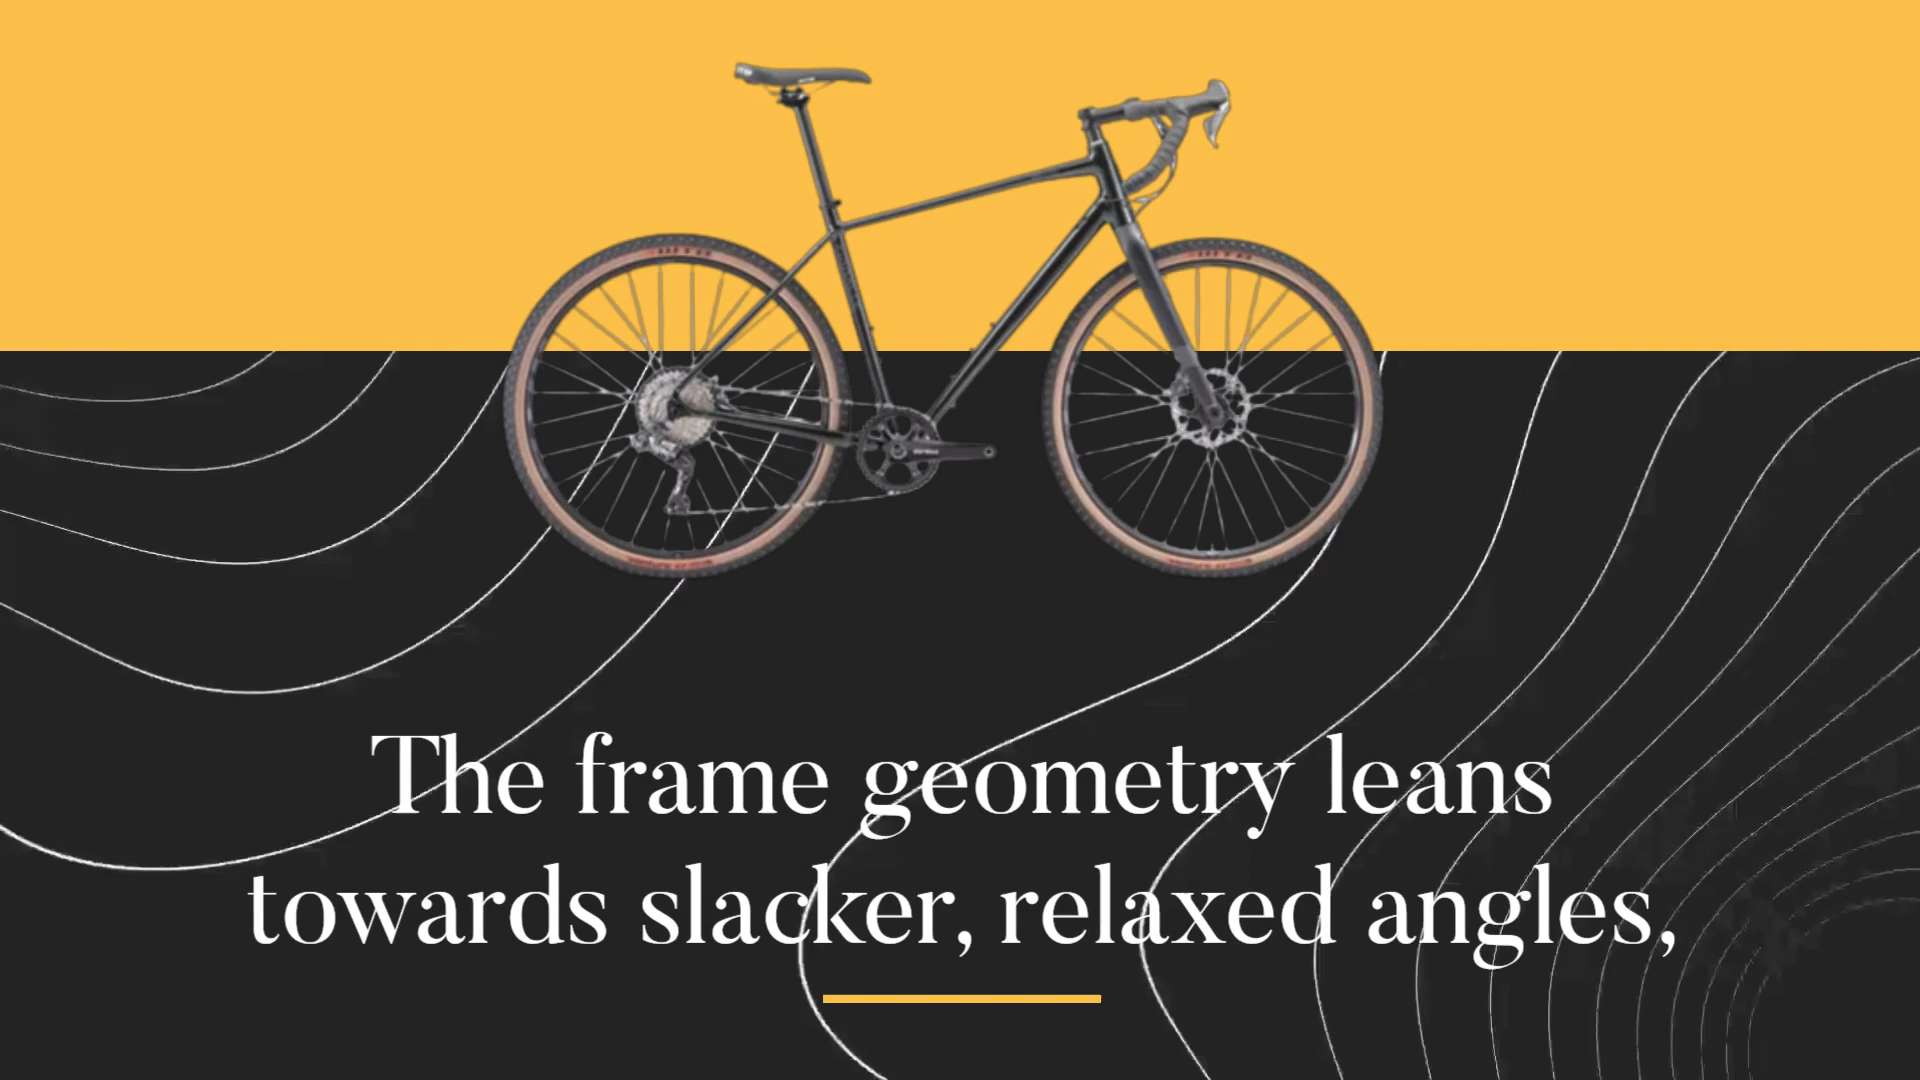 The frame geometry leans
towards slacker, relaxed angles,